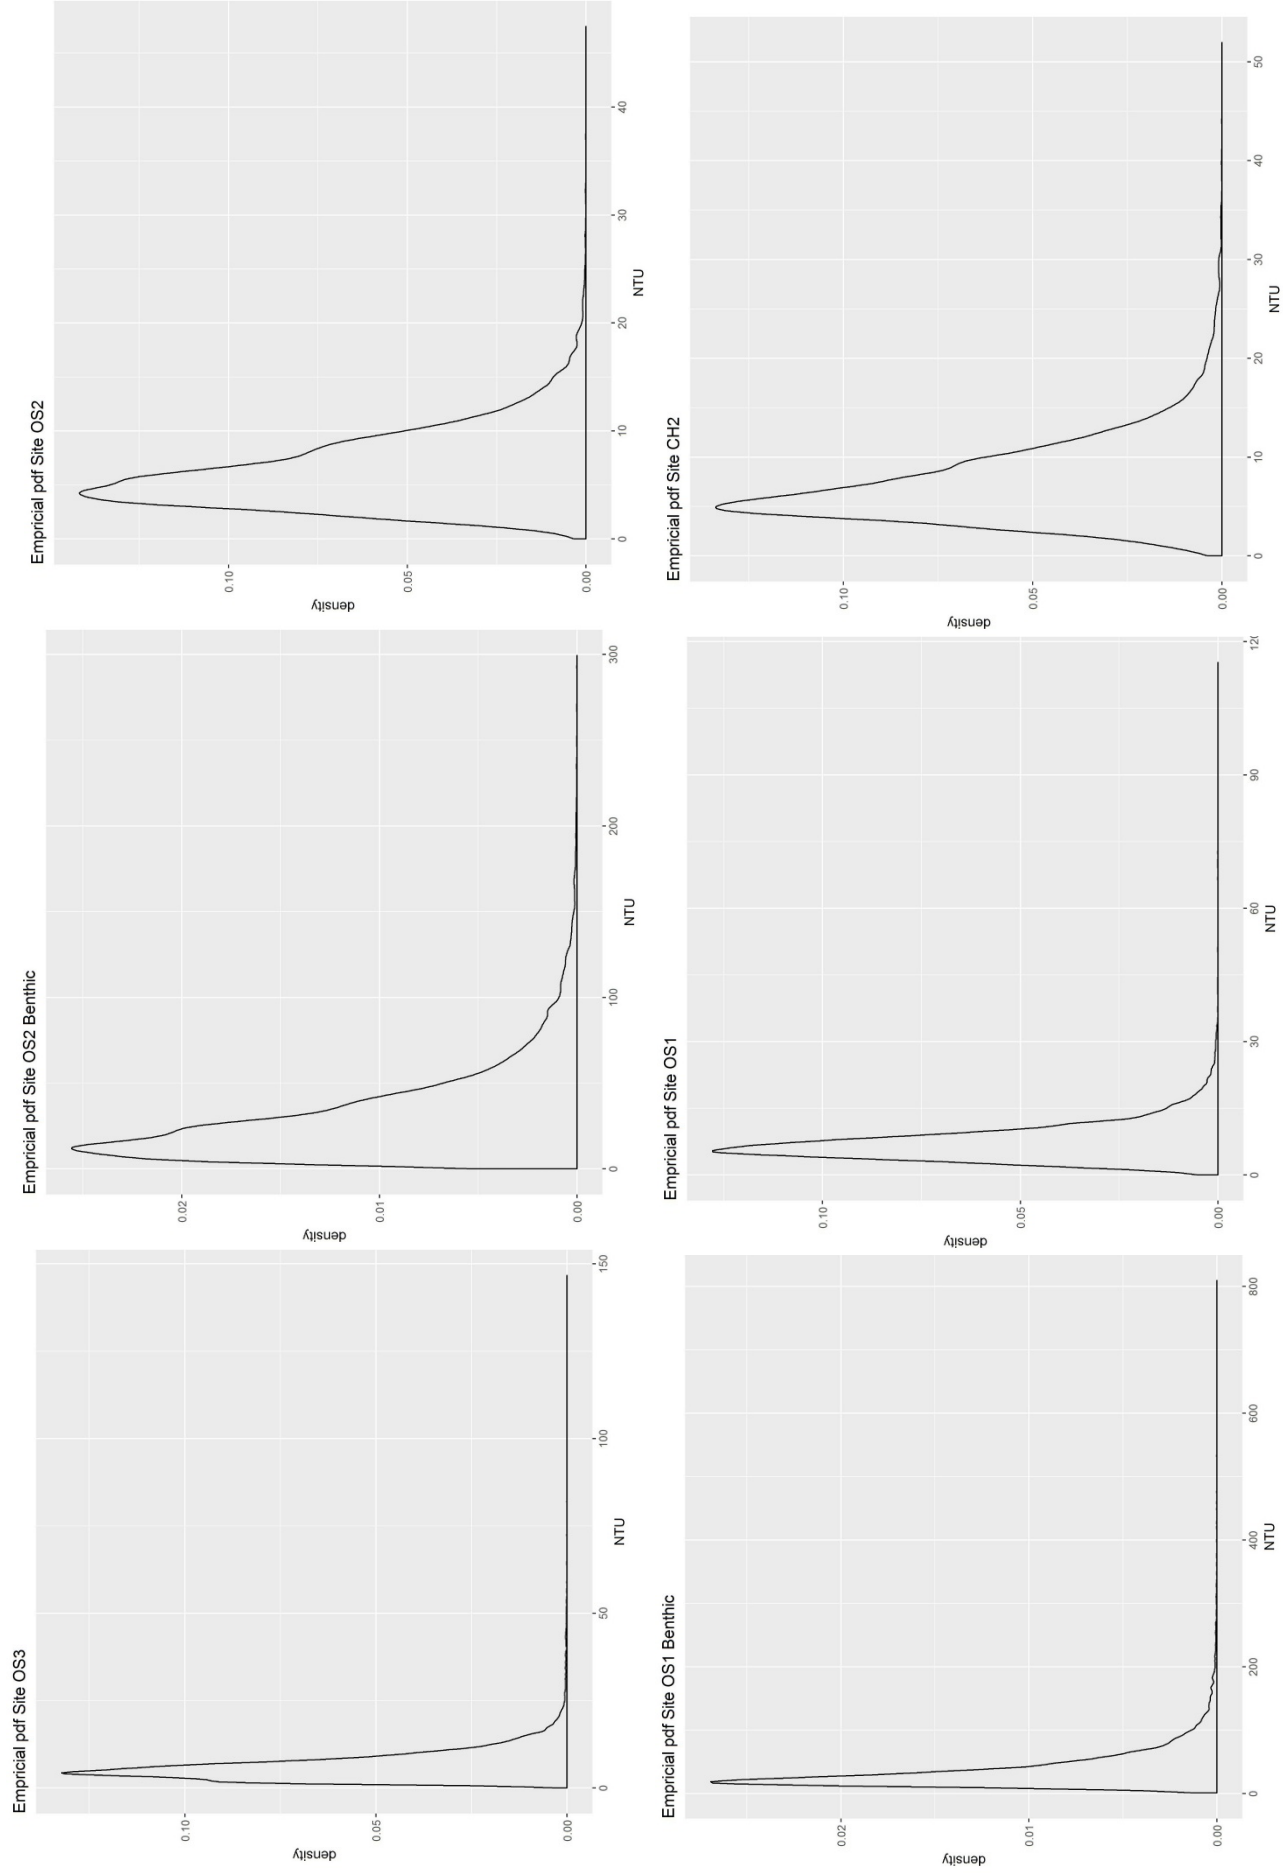 Empricial pdf Site OS3
density
0.10
0.05
0.00
0
50
100
150
NTU
Empricial pdf Site OS2 Benthic
density
0.02
0.01
0.00
0
100
200
300
NTU
Empricial pdf Site OS2
density
0.10
0.05
0.00
0
10
20
30
40
NTU
Empricial pdf Site OS1 Benthic
density
0.02
0.01
0.00
0
200
400
600
800
NTU
Empricial pdf Site OS1
density
0.10
0.05
0.00
0
30
60
90
NTU
Empricial pdf Site CH2
density
0.10
0.05
0.00
0
10
20
30
40
50
NTU